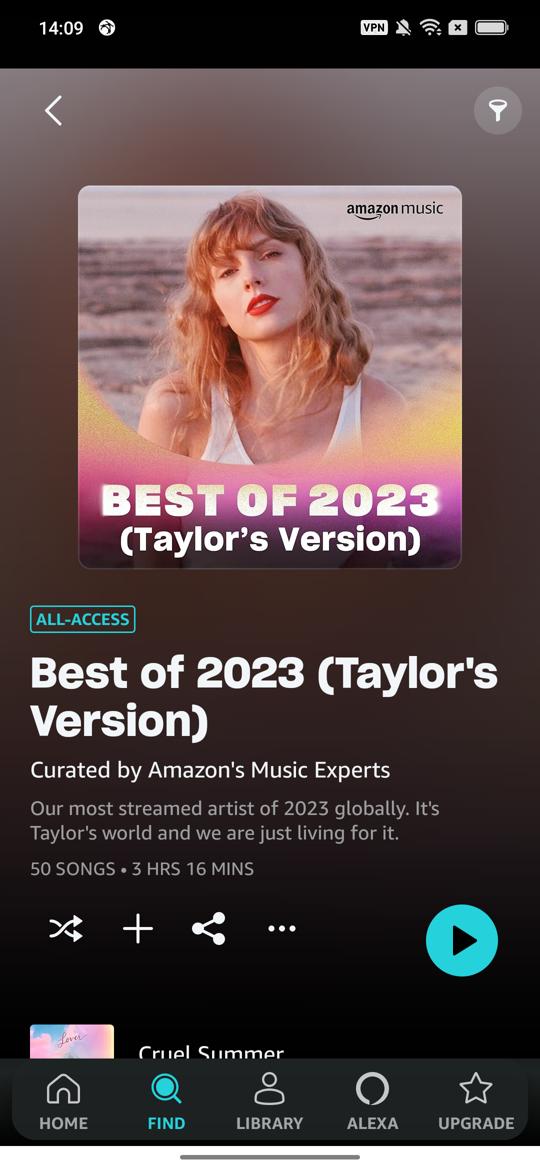 14:09
VPN
amazon music
BEST OF 2023
(Taylor's Version)
ALL-ACCESS
Best of 2023 (Taylor's
Version)
Curated by Amazon's Music Experts
Our most streamed artist of 2023 globally. It's
Taylor's world and we are just living for it.
50 SONGS • 3 HRS 16 MINS
Lover
Cruel Summer
HOME
FIND
LIBRARY
ALEXA
UPGRADE